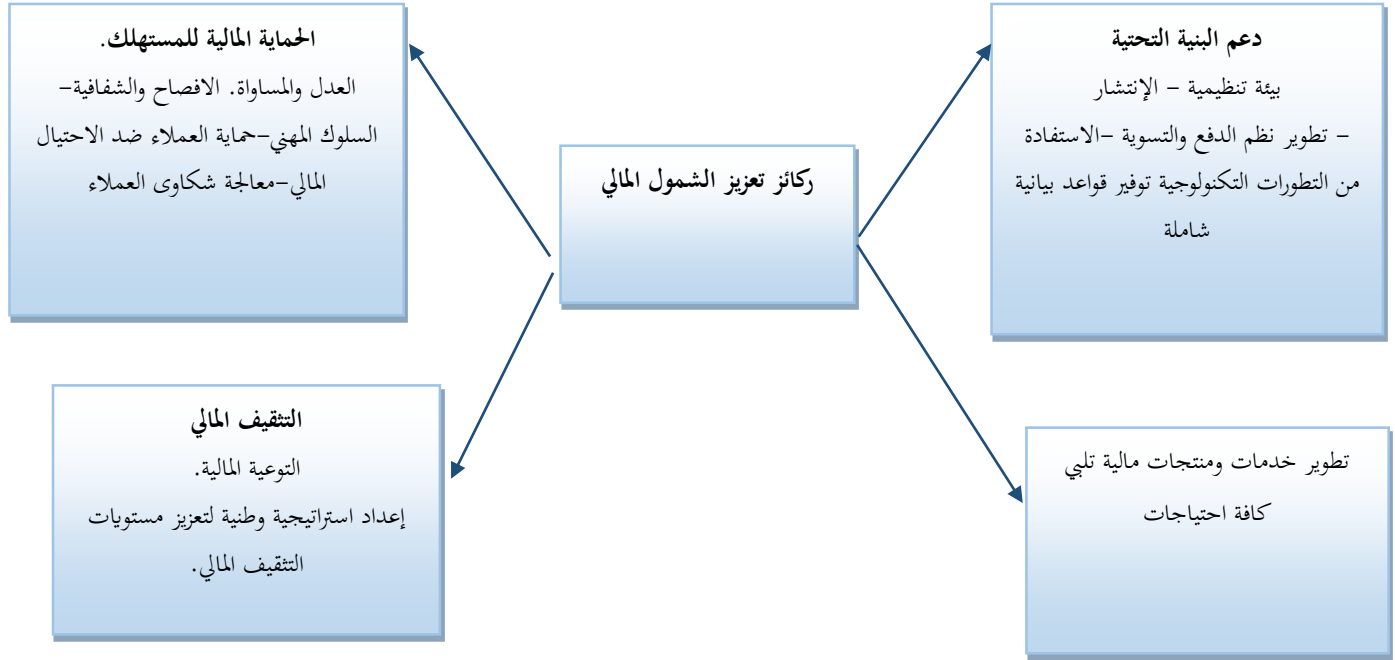 دعم البنية التحتية
بيئة تنظيمية – الإنتشار
– تطوير نظم الدفع والتسوية –الاستفادة
من التطورات التكنولوجية توفير قواعد بيانية
شاملة
الحماية المالية للمستهلك.
العدل والمساواة. الافصاح والشفافية–
السلوك المهني–حماية العملاء ضد الاحتيال
المالي–معالجة شكاوى العملاء
ركائز تعزيز الشمول المالي
تطوير خدمات ومنتجات مالية تلبي
كافة احتياجات
التثقيف المالي
التوعية المالية.
إعداد استراتيجية وطنية لتعزيز مستويات
التثقيف المالي.